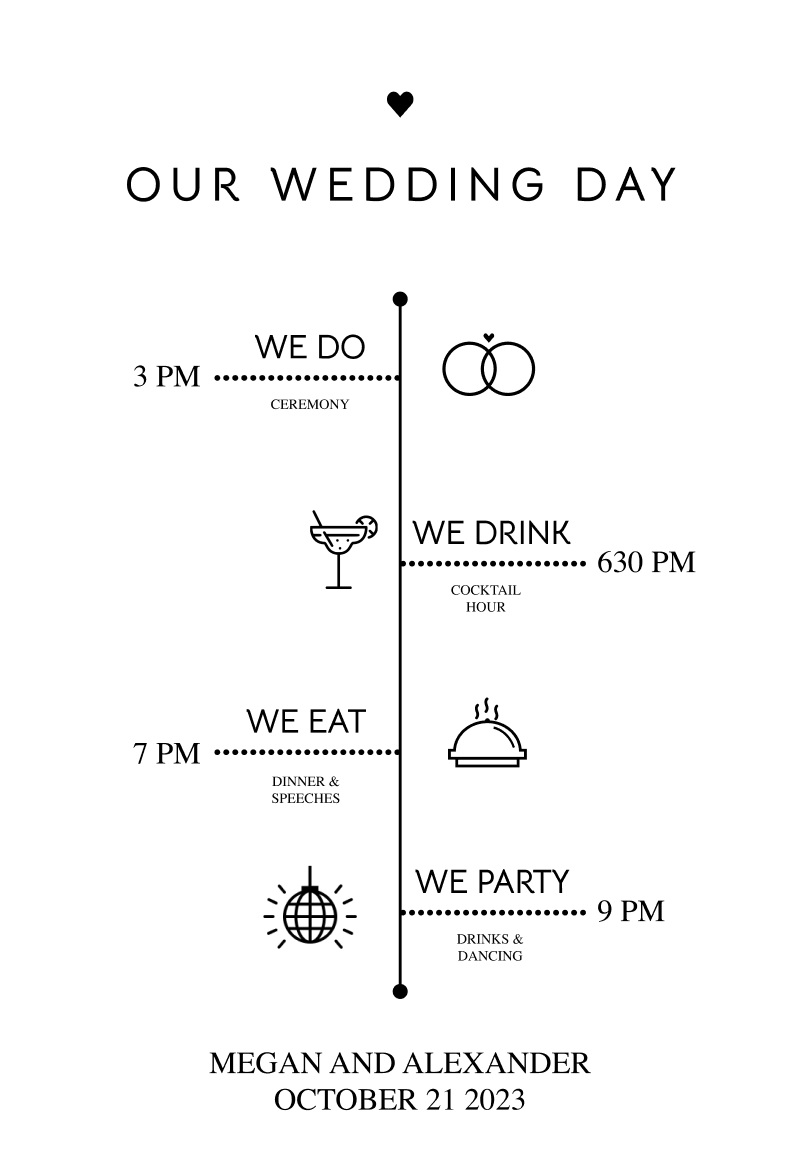 OUR WEDDING DAY
WE DO
3 PM
CEREMONY
WE DRINK
630 PM
COCKTAIL
HOUR
WE EAT
7 PM
DINNER &
SPEECHES
WE PARTY
9 PM
DRINKS &
DANCING
MEGAN AND ALEXANDER
OCTOBER 21 2023